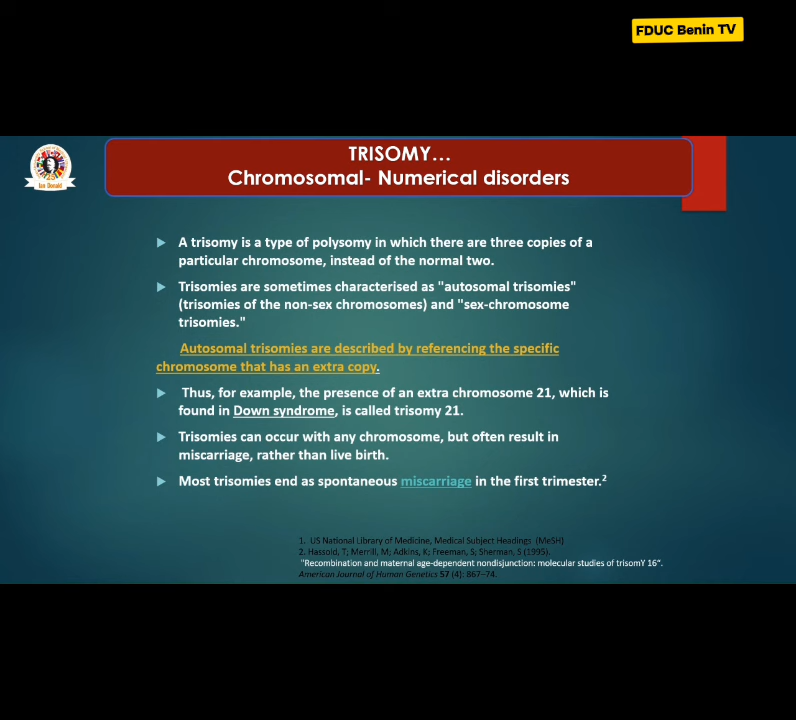 FDUC Benin TV
TRISOMY...
Chromosomal- Numerical disorders
Ian Donald
A trisomy is a type of polysomy in which there are three copies of a
particular chromosome, instead of the normal two.
Trisomies are sometimes characterised as "autosomal trisomies"
(trisomies of the non-sex chromosomes) and "sex-chromosome
trisomies."
Autosomal trisomies are described by referencing the specific
chromosome that has an extra copy.
Thus, for example, the presence of an extra chromosome 21, which is
found in Down syndrome, is called trisomy 21.
Trisomies can occur with any chromosome, but often result in
miscarriage, rather than live birth.
Most trisomies end as spontaneous miscarriage in the first trimester.2
1. US National Library of Medicine, Medical Subject Headings (MeSH)
2. Hassold, T; Merrill, M; Adkins, K; Freeman, S; Sherman, S (1995).
"Recombination and maternal age-dependent nondisjunction: molecular studies of trisomY 16".
American Journal of Human Genetics 57 (4): 867–74.